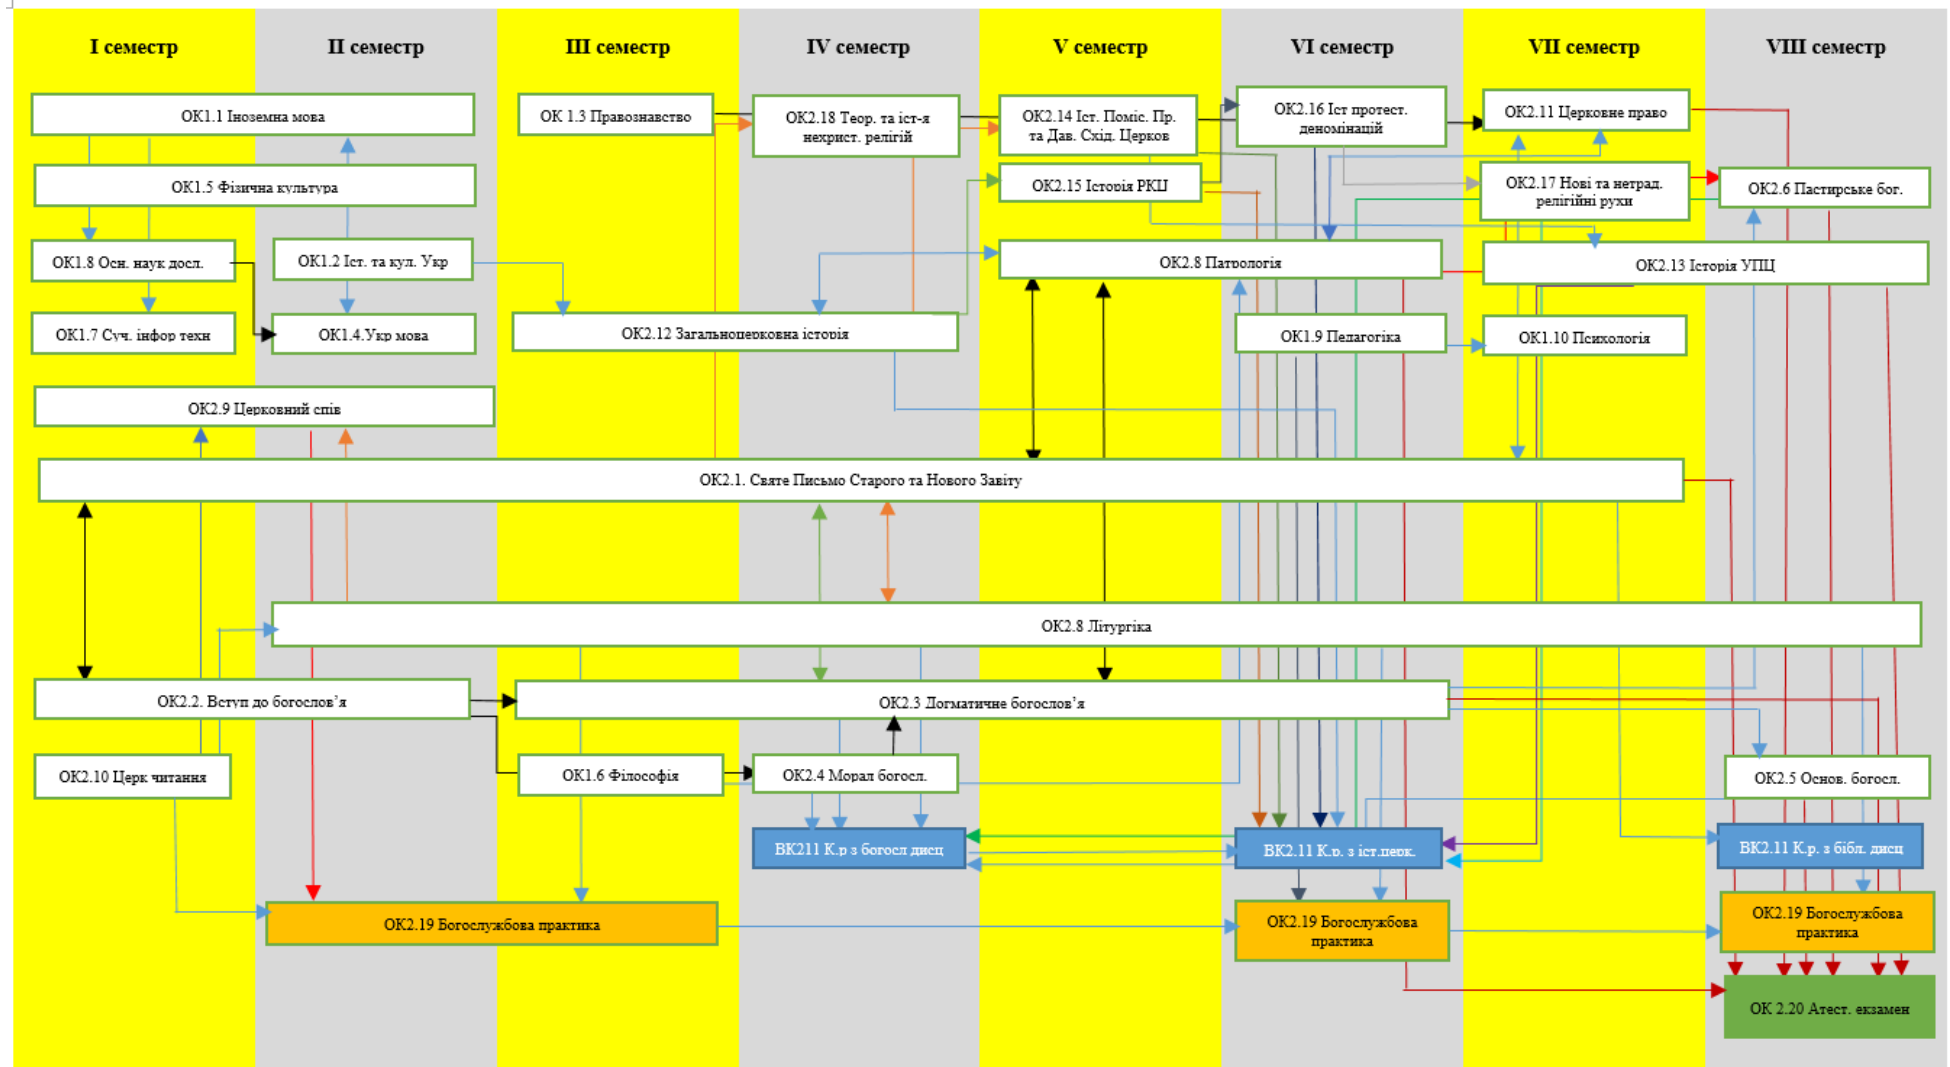 I семестр
II семестр
III семестр
IV семестр
V семестр
VI семестр
VII семестр
VIII семестр
ОК1.1 Іноземна мова
ОК 1.3 Правознавство
ОК2.18 Теор. та іст-я
нехрист. релігій
ОК2.14 Іст. Поміс. Пр.
та Дав. Схід. Церков
ОК2.16 Іст протест.
деномінацій
ОК2.11 Церковне право
ОК1.5 Фізична культура
ОК2.15 Історія РКЦ
ОК2.17 Нові та нетрад.
релігійні рухи
ОК2.6 Пастирське бог.
ОК1.8 Осн. наук досл.
ОК1.2 Іст. та кул. Укр
ОК2.8 Патрологія
ОК2.13 Історія УПЦ
ОК1.7 Суч. інфор техн
ОК1.4.Укр мова
ОК2.12 Загальноцерковна історія
ОК1.9 Педагогіка
ОК1.10 Психологія
ОК2.9 Церковний спів
ОК2.1. Святе Письмо Старого та Нового Завіту
ОК2.8 Літургіка
ОК2.2. Вступ до богослов’я
ОК2.3 Догматичне богослов’я
ОК2.10 Церк читання
ОК1.6 Філософія
ОК2.4 Морал богосл.
ОК2.5 Основ. богосл.
ВК211 К.р з богосл дисц
ВК2.11 К.р. з іст.церк.
ВК2.11 К.р. з бібл. дисц
ОК2.19 Богослужбова практика
ОК2.19 Богослужбова
практика
ОК2.19 Богослужбова
практика
ОК 2.20 Атест. екзамен